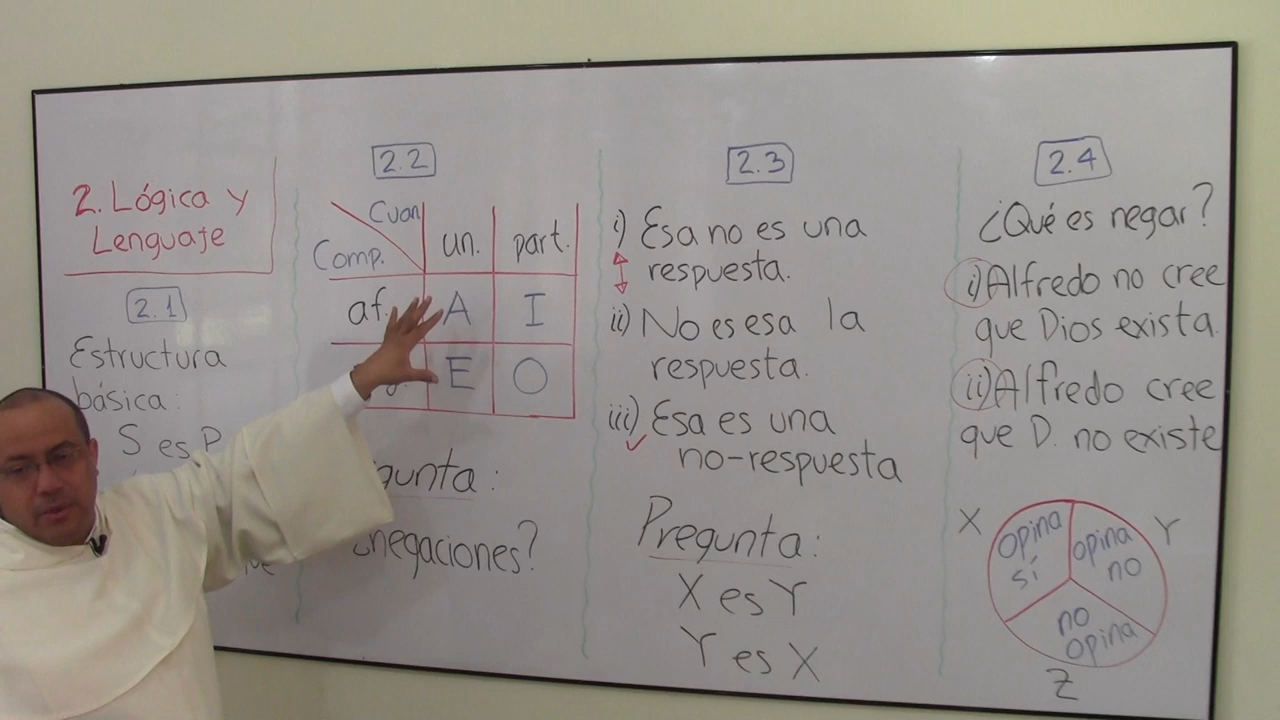 2. Lógica y
Lenguaje
2.1
Estructura
básica:
S es P
2.2
Cuan
Comp.
un. part.
af. A I
E O
negaciones?
2.3
i) Esa no es una
respuesta.
ii) No es esa la
respuesta.
iii) Esa es una
no-respuesta
Pregunta:
X es Y
Y es X
2.4
¿Qué es negar?
i) Alfredo no cree
que Dios exista.
ii) Alfredo cree
que D. no existe
X opina sí
Y opina no
no opina
Z